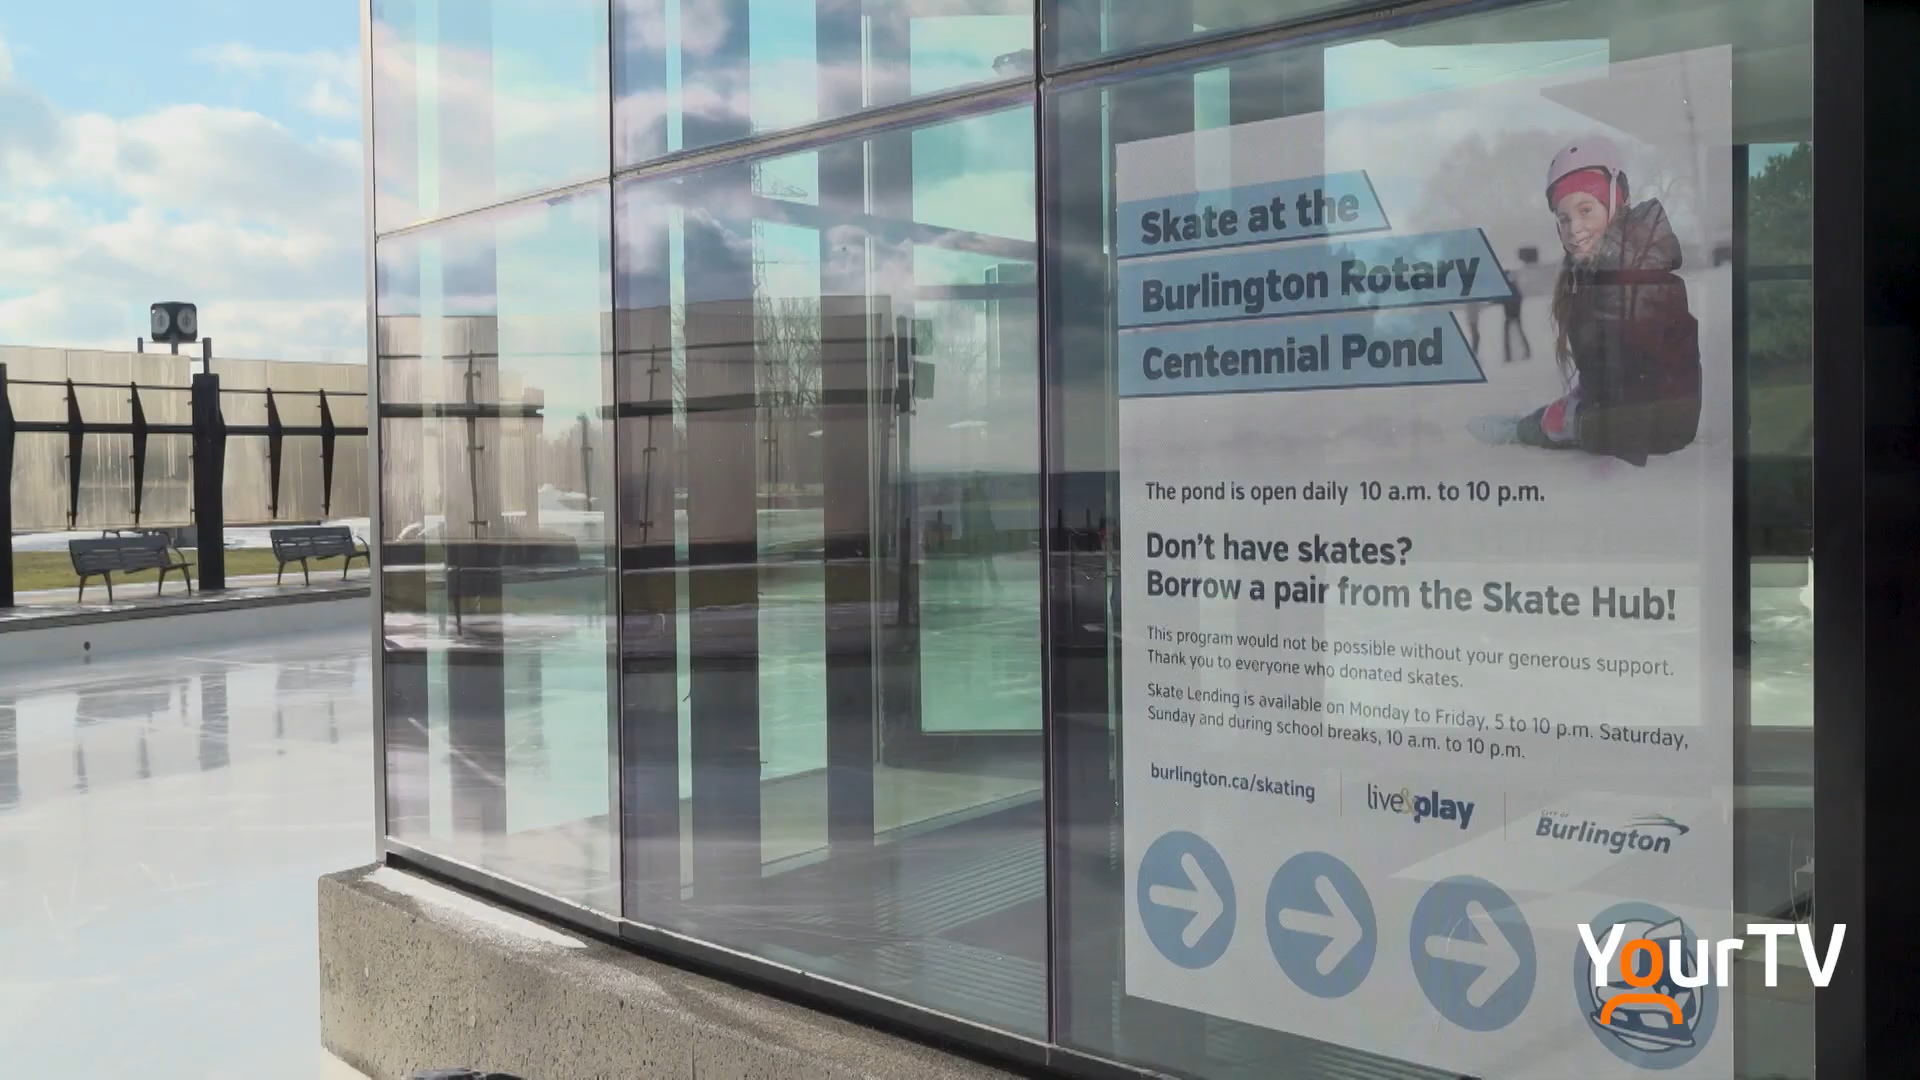 Skate at the
Burlington Rotary
Centennial Pond
The pond is open daily 10 a.m. to 10 p.m.
Don't have skates?
Borrow a pair from the Skate Hub!
This program would not be possible without your generous support.
Thank you to everyone who donated skates.
Skate Lending is available on Monday to Friday, 5 to 10 p.m. Saturday,
Sunday and during school breaks, 10 a.m. to 10 p.m.
burlington.ca/skating
live&play
CITY OF
Burlington
YourTV